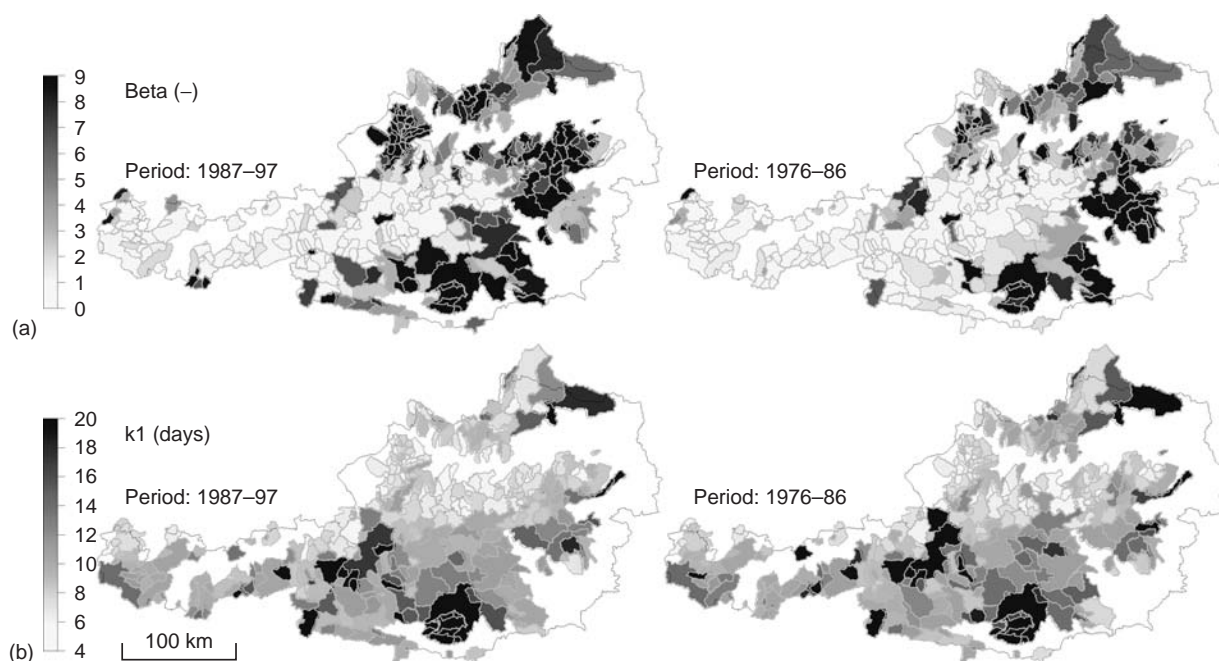 9
8
7
6
5
4
3
2
1
0
Beta (–)
Period: 1987–97
Period: 1976–86
(a)
20
18
16
14
12
10
8
6
4
k1 (days)
Period: 1987–97
Period: 1976–86
(b)
100 km